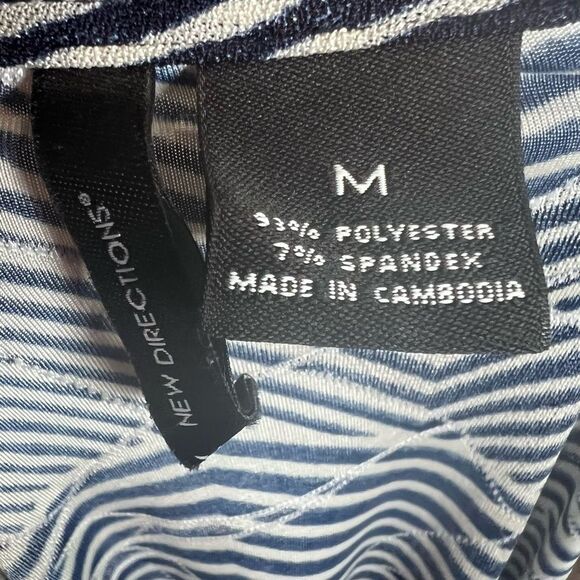 NEW DIRECTIONS®
M
93% POLYESTER
7% SPANDEX
MADE IN CAMBODIA